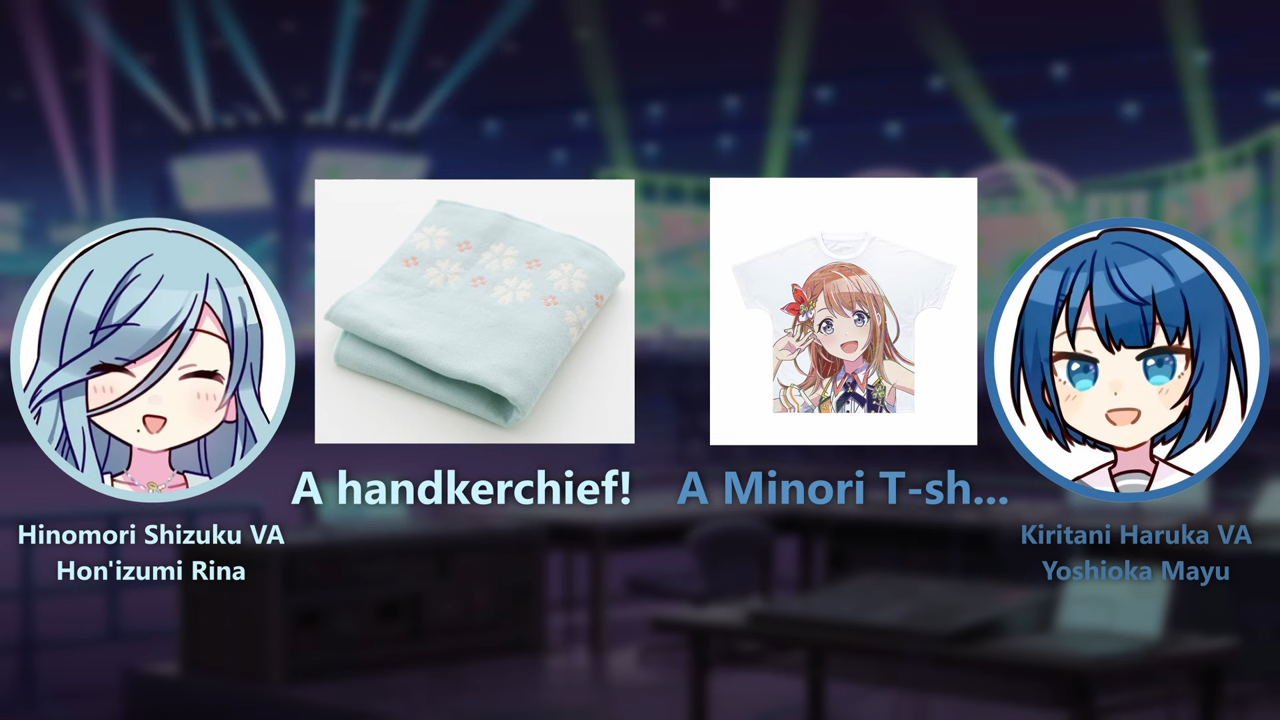 A handkerchief!
A Minori T-sh...
Hinomori Shizuku VA
Hon'izumi Rina
Kiritani Haruka VA
Yoshioka Mayu